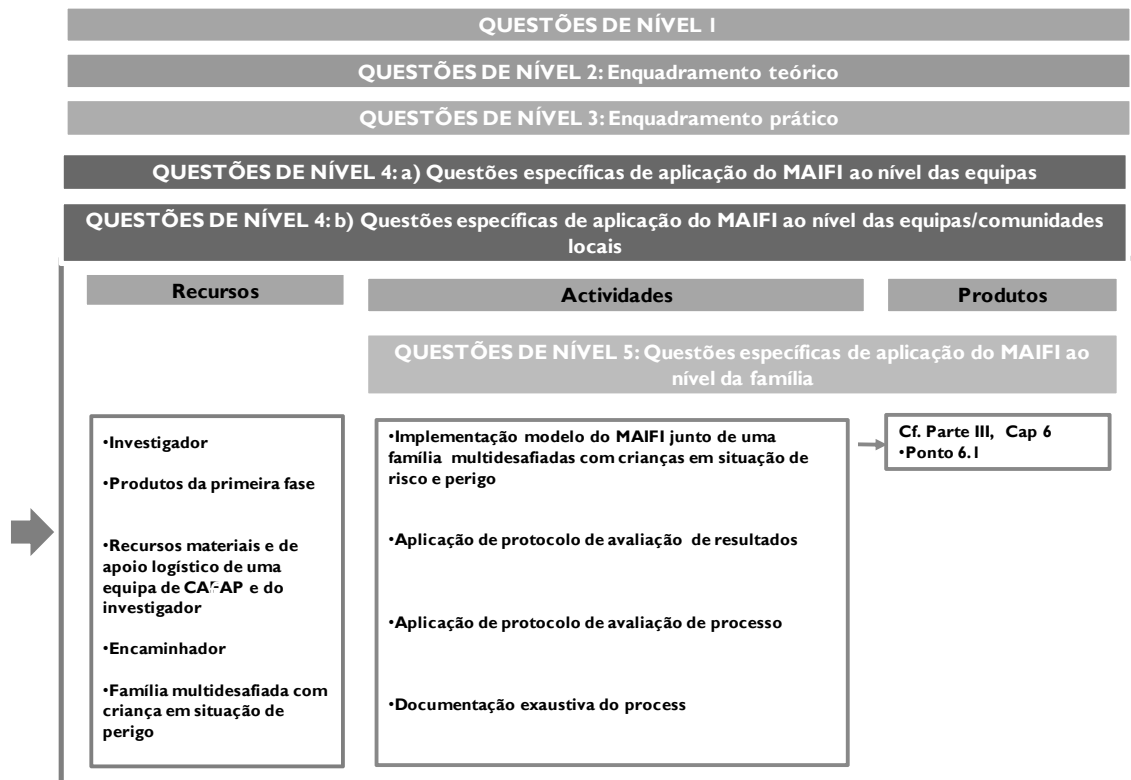 QUESTÕES DE NÍVEL 1
QUESTÕES DE NÍVEL 2: Enquadramento teórico
QUESTÕES DE NÍVEL 3: Enquadramento prático
QUESTÕES DE NÍVEL 4: a) Questões específicas de aplicação do MAIFI ao nível das equipas
QUESTÕES DE NÍVEL 4: b) Questões específicas de aplicação do MAIFI ao nível das equipas/comunidades
locais
Recursos
Actividades
Produtos
QUESTÕES DE NÍVEL 5: Questões específicas de aplicação do MAIFI ao
nível da família
•Investigador
•Produtos da primeira fase
•Recursos materiais e de
apoio logístico de uma
equipa de CAFAP e do
investigador
•Encaminhador
•Família multidesafiada com
criança em situação de
perigo
•Implementação modelo do MAIFI junto de uma
família multidesafiadas com crianças em situação de
risco e perigo
•Aplicação de protocolo de avaliação de resultados
•Aplicação de protocolo de avaliação de processo
•Documentação exaustiva do process
Cf. Parte III, Cap 6
•Ponto 6.1